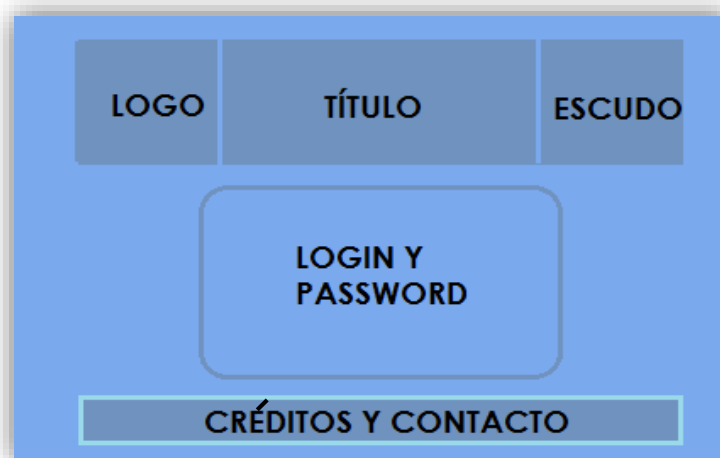 LOGO
TÍTULO
ESCUDO
LOGIN Y
PASSWORD
CRÉDITOS Y CONTACTO